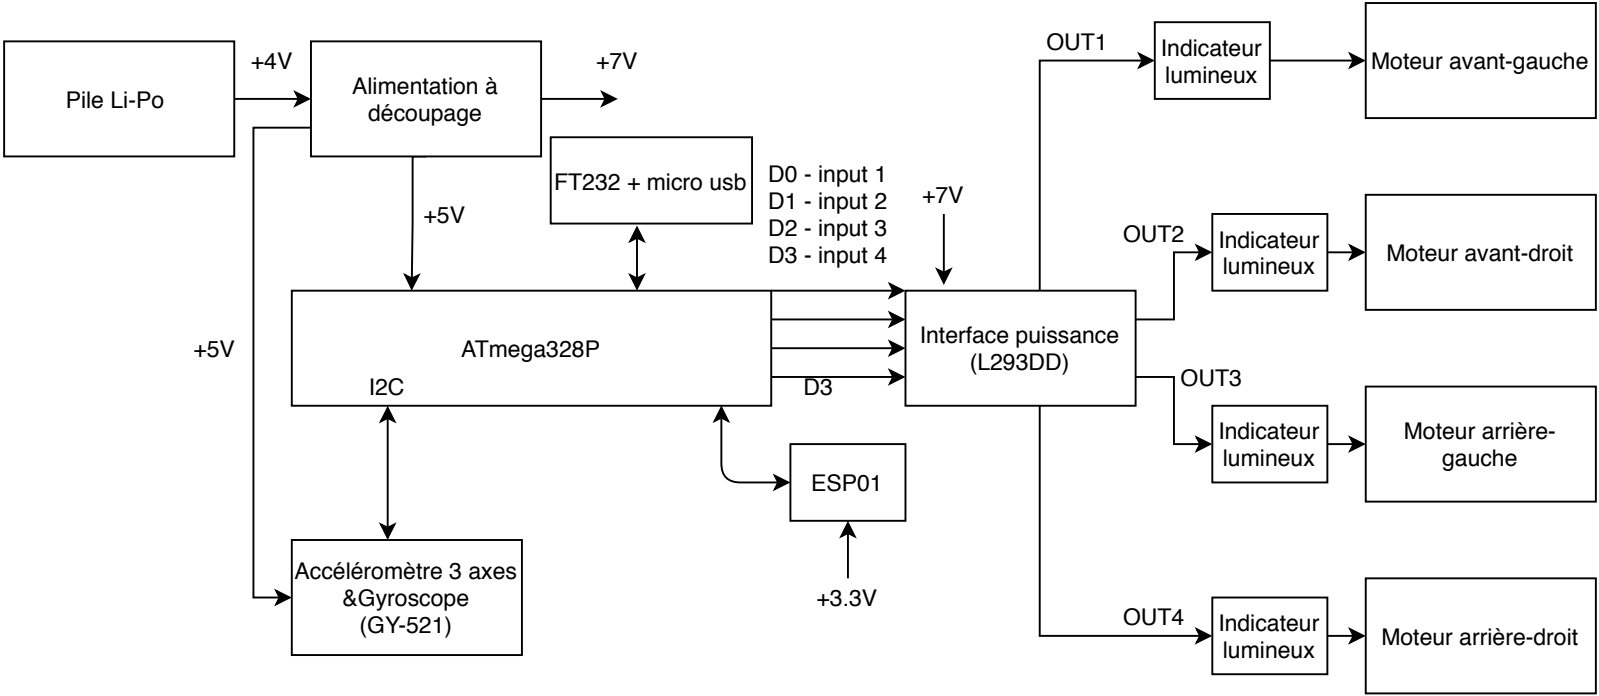 Pile Li-Po
+4V
Alimentation à
découpage
+7V
+5V
+5V
FT232 + micro usb
D0 - input 1
D1 - input 2
D2 - input 3
D3 - input 4
+7V
ATmega328P
I2C
D3
Interface puissance
(L293DD)
ESP01
+3.3V
Accéléromètre 3 axes
&Gyroscope
(GY-521)
OUT1
Indicateur
lumineux
Moteur avant-gauche
OUT2
Indicateur
lumineux
Moteur avant-droit
OUT3
Indicateur
lumineux
Moteur arrière-
gauche
OUT4
Indicateur
lumineux
Moteur arrière-droit